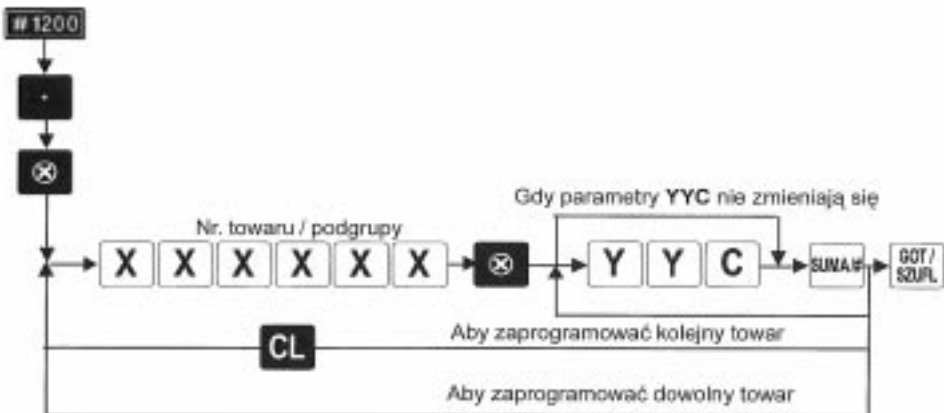 #1200
·
⊗
Gdy parametry YYC nie zmieniają się
Nr. towaru / podgrupy
X X X X X X ⊗ Y Y C SUMA/# GOT / SZUFL
Aby zaprogramować kolejny towar
CL
Aby zaprogramować dowolny towar